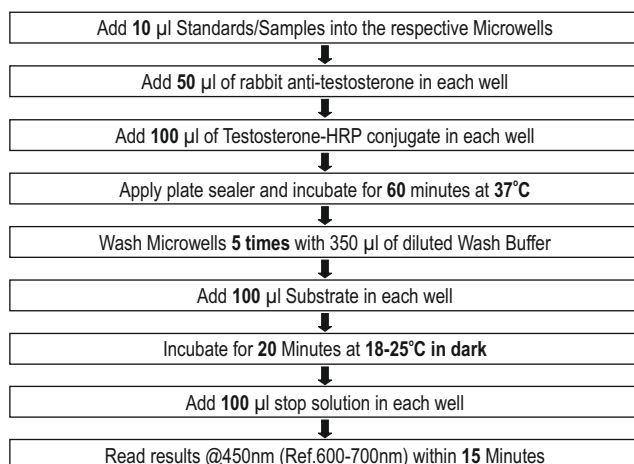 Add 10 µl Standards/Samples into the respective Microwells
Add 50 µl of rabbit anti-testosterone in each well
Add 100 µl of Testosterone-HRP conjugate in each well
Apply plate sealer and incubate for 60 minutes at 37°C
Wash Microwells 5 times with 350 µl of diluted Wash Buffer
Add 100 µl Substrate in each well
Incubate for 20 Minutes at 18-25°C in dark
Add 100 µl stop solution in each well
Read results @450nm (Ref.600-700nm) within 15 Minutes